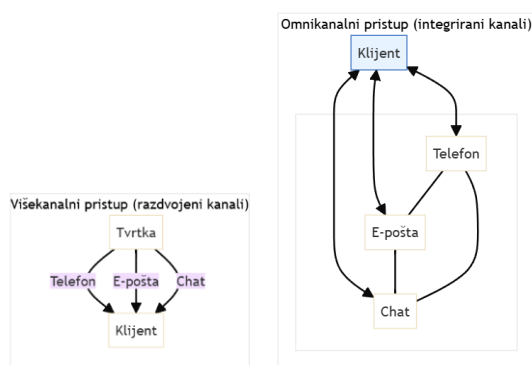 Omnikanalni pristup (integrirani kanali)
Klijent
Telefon
E-pošta
Chat
Višekanalni pristup (razdvojeni kanali)
Tvrtka
Telefon E-pošta Chat
Klijent